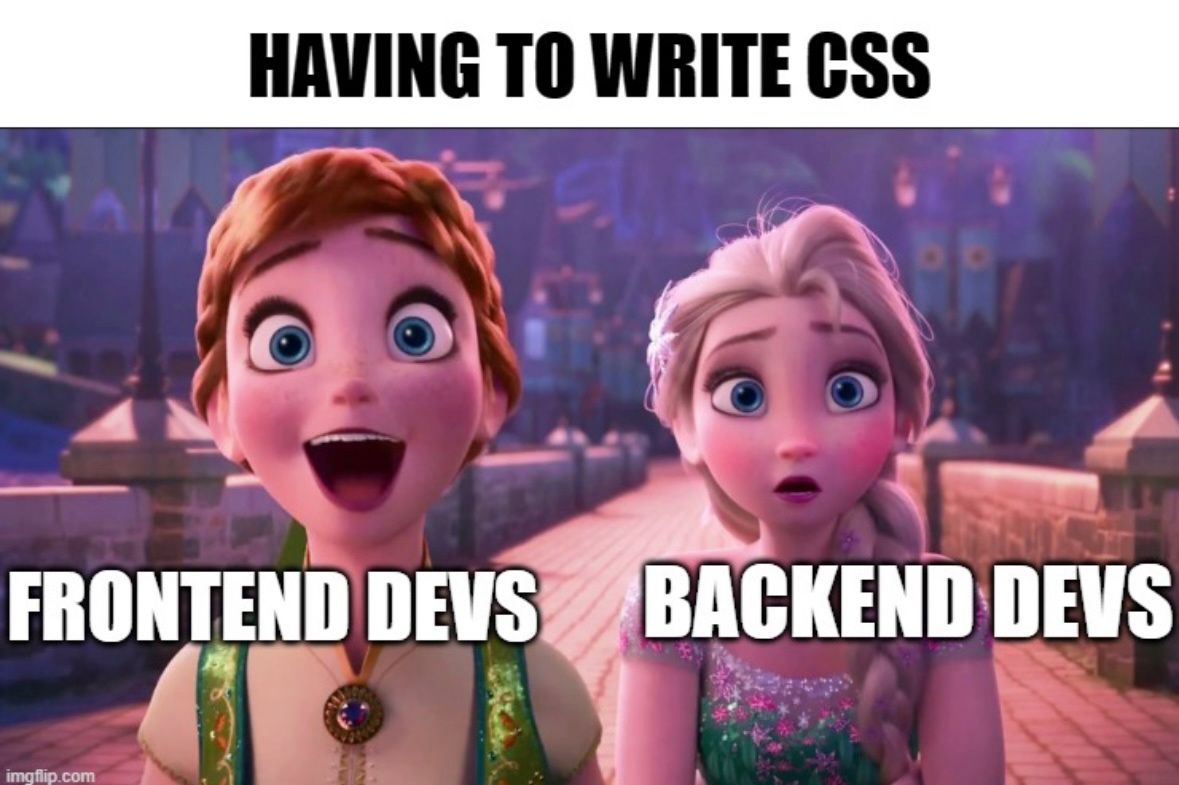 HAVING TO WRITE CSS
FRONTEND DEVS
BACKEND DEVS
imgflip.com